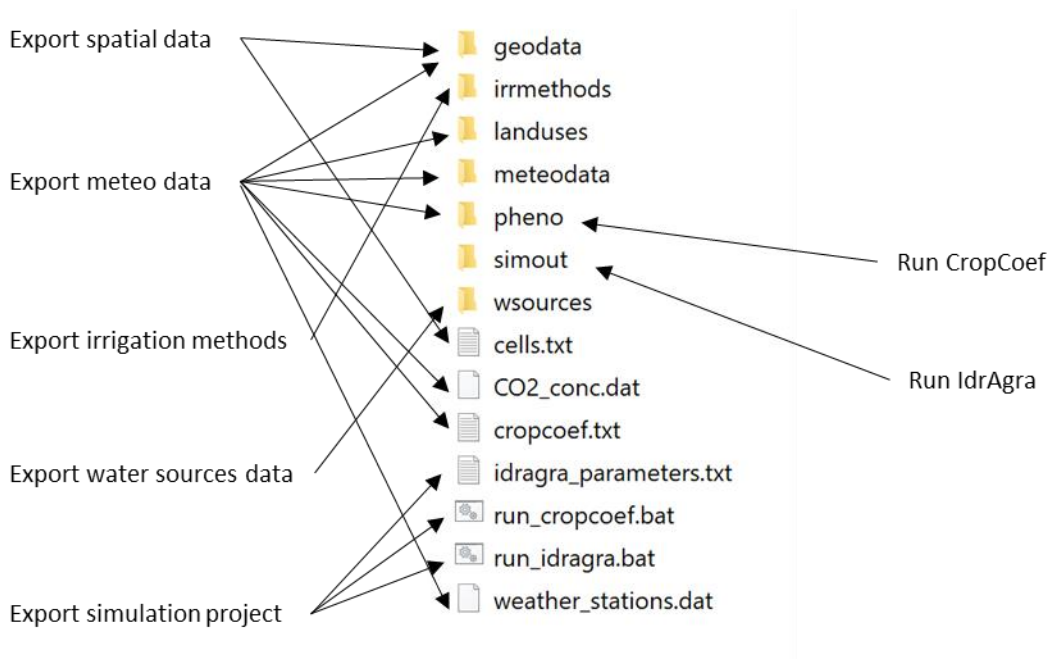 Export spatial data
Export meteo data
Export irrigation methods
Export water sources data
Export simulation project
geodata
irrmethods
landuses
meteodata
pheno
simout
wsources
cells.txt
CO2_conc.dat
cropcoef.txt
idragra_parameters.txt
run_cropcoef.bat
run_idragra.bat
weather_stations.dat
Run CropCoef
Run IdrAgra